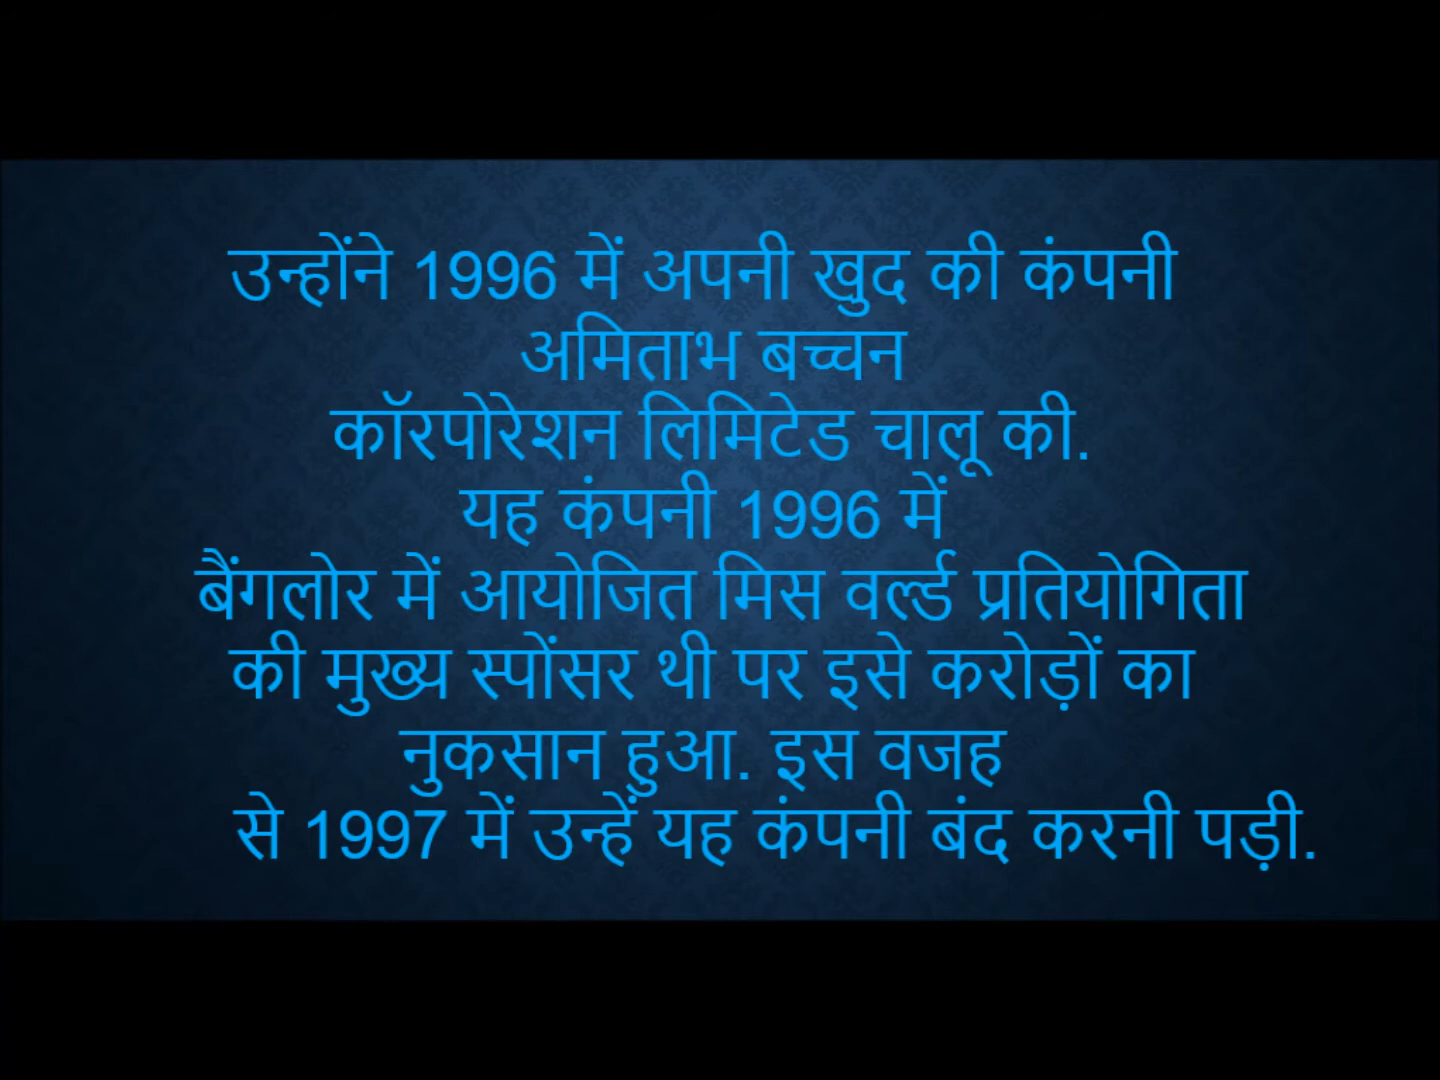 उन्होंने 1996 में अपनी खुद की कंपनी
अमिताभ बच्चन
कॉरपोरेशन लिमिटेड चालू की.
यह कंपनी 1996 में
बैंगलोर में आयोजित मिस वर्ल्ड प्रतियोगिता
की मुख्य स्पोंसर थी पर इसे करोड़ों का
नुकसान हुआ. इस वजह
से 1997 में उन्हें यह कंपनी बंद करनी पड़ी.